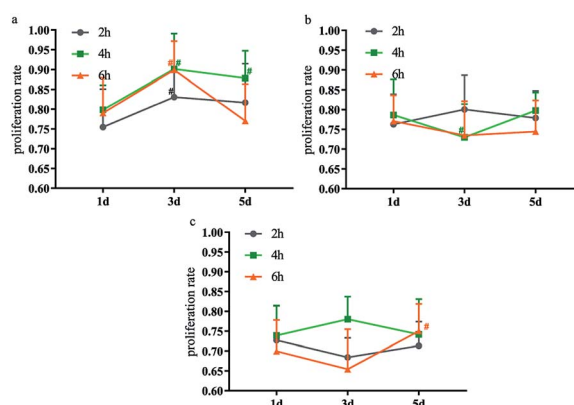 a
2h
4h
6h
proliferation rate
1.00
0.95
0.90
0.85
0.80
0.75
0.70
0.65
0.60
#
#
#
#
1d
3d
5d
b
2h
4h
6h
proliferation rate
1.00
0.95
0.90
0.85
0.80
0.75
0.70
0.65
0.60
#
1d
3d
5d
c
2h
4h
6h
proliferation rate
1.00
0.95
0.90
0.85
0.80
0.75
0.70
0.65
0.60
#
1d
3d
5d